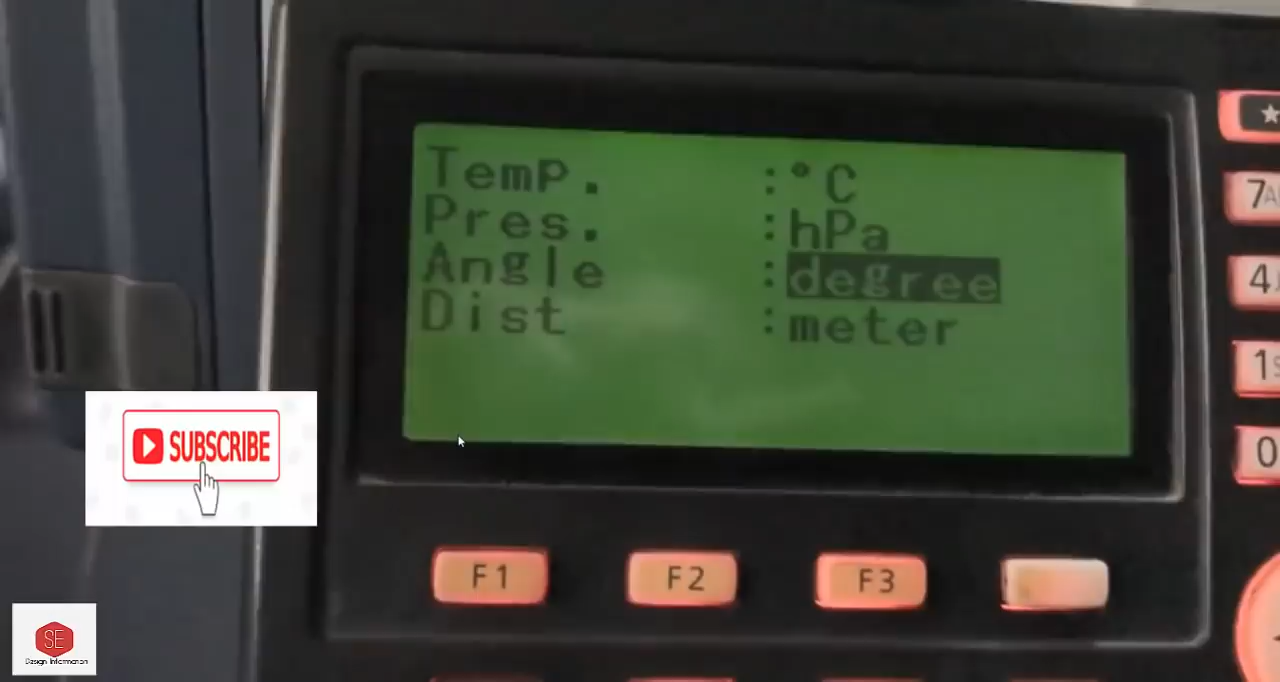 Temp. :°C
Pres. :hPa
Angle :degree
Dist :meter
SUBSCRIBE
F1 F2 F3
7
4
1
0
SE
Design Information